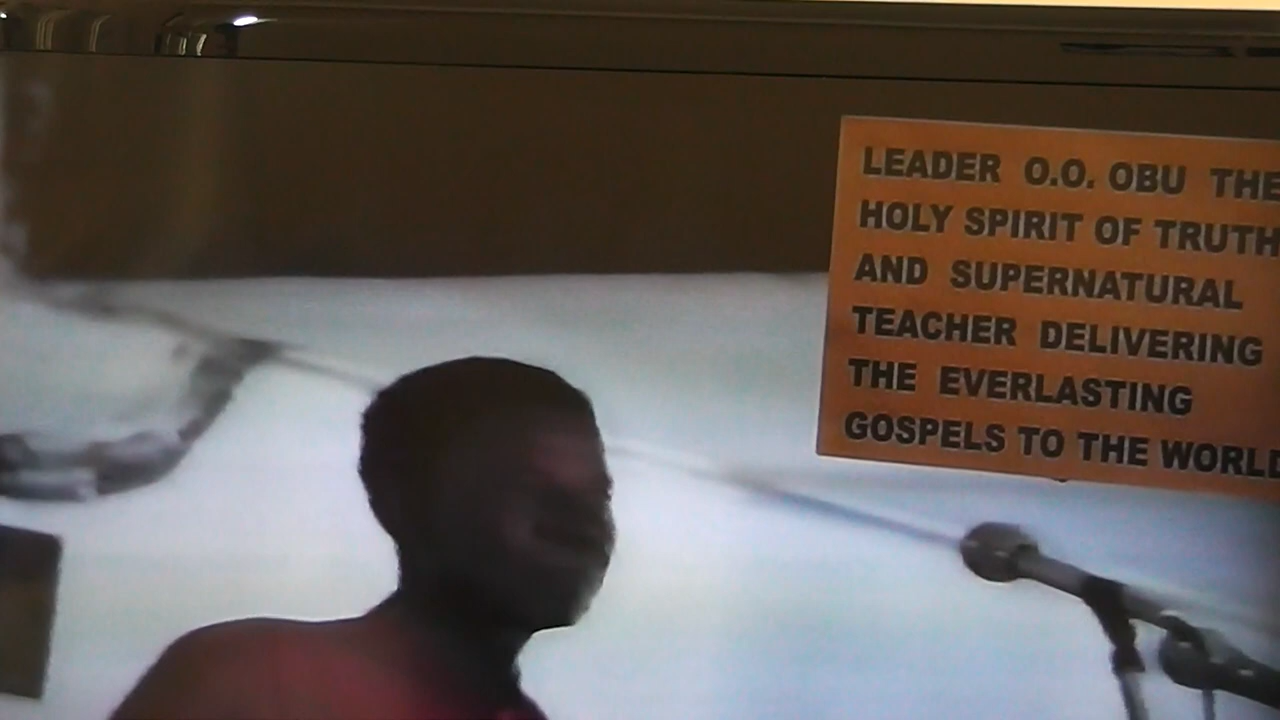 LEADER O.O. OBU THE
HOLY SPIRIT OF TRUTH
AND SUPERNATURAL
TEACHER DELIVERING
THE EVERLASTING
GOSPELS TO THE WORLD